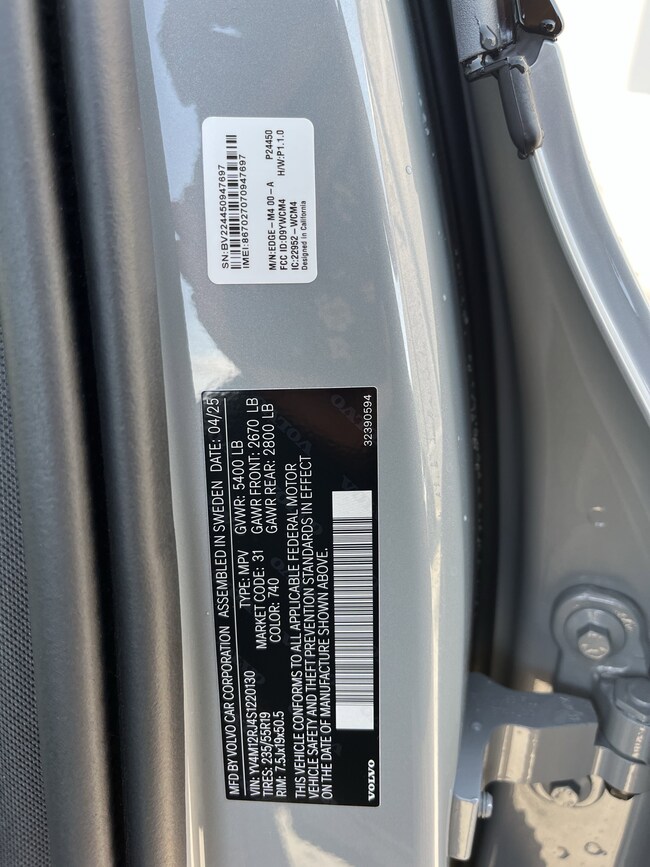 SN:BV224450947697
IMEI:867027070947697
M/N:EDGE-M4 00-A P24450
FCC ID:09YWCM4 H/W:P1.1.0
IC:22952-WCM4
Designed in California
MFD BY VOLVO CAR CORPORATION ASSEMBLED IN SWEDEN DATE: 04/25
VIN: YV4M12RJ4S1220130 TYPE: MPV GVWR: 5400 LB
TIRES: 235/55R19 MARKET CODE: 31 GAWR FRONT: 2670 LB
RIM: 7.5Jx19x50.5 COLOR: 740 GAWR REAR: 2800 LB
THIS VEHICLE CONFORMS TO ALL APPLICABLE FEDERAL MOTOR
VEHICLE SAFETY AND THEFT PREVENTION STANDARDS IN EFFECT
ON THE DATE OF MANUFACTURE SHOWN ABOVE.
VOLVO 32390594